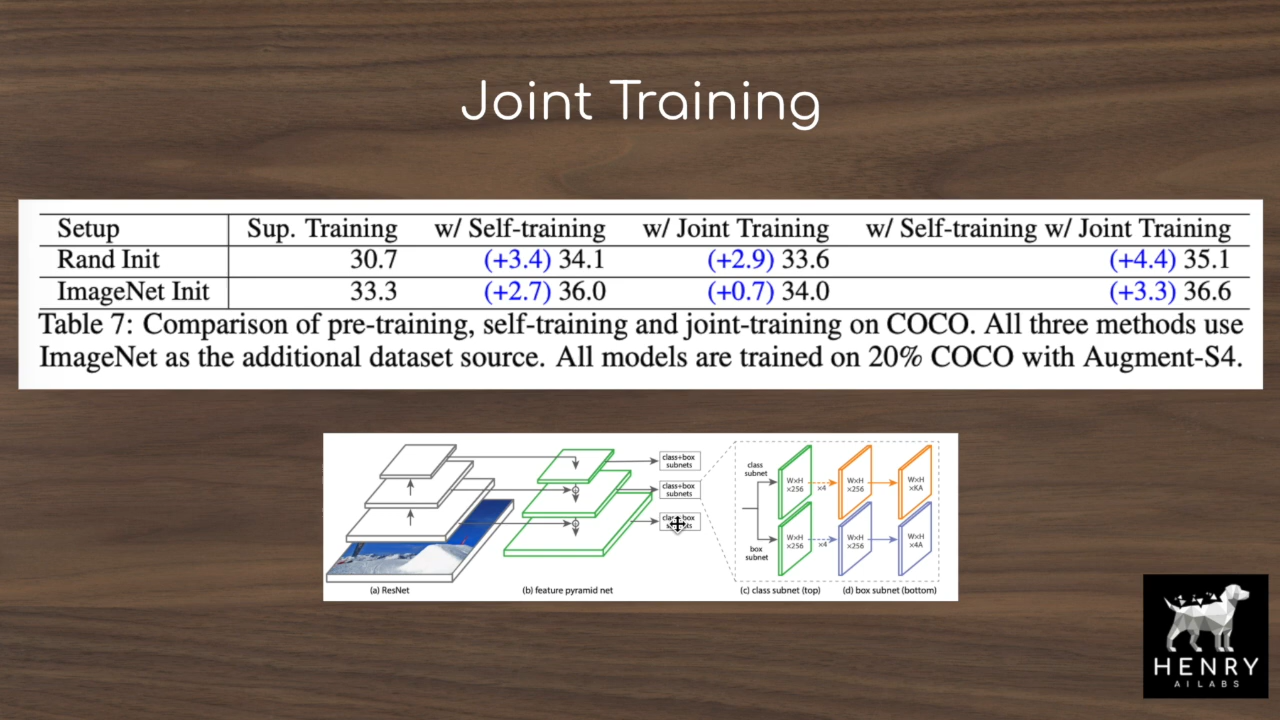 Joint Training
Setup Sup. Training w/ Self-training w/ Joint Training w/ Self-training w/ Joint Training
Rand Init 30.7 (+3.4) 34.1 (+2.9) 33.6 (+4.4) 35.1
ImageNet Init 33.3 (+2.7) 36.0 (+0.7) 34.0 (+3.3) 36.6
Table 7: Comparison of pre-training, self-training and joint-training on COCO. All three methods use
ImageNet as the additional dataset source. All models are trained on 20% COCO with Augment-S4.
class+box
subnets
class+box
subnets
class+box
subnets
class
subnet
W×H
×256
×4
W×H
×256
W×H
×KA
box
subnet
W×H
×256
×4
W×H
×256
W×H
×4A
(a) ResNet
(b) feature pyramid net
(c) class subnet (top)
(d) box subnet (bottom)
HENRY
AI LABS